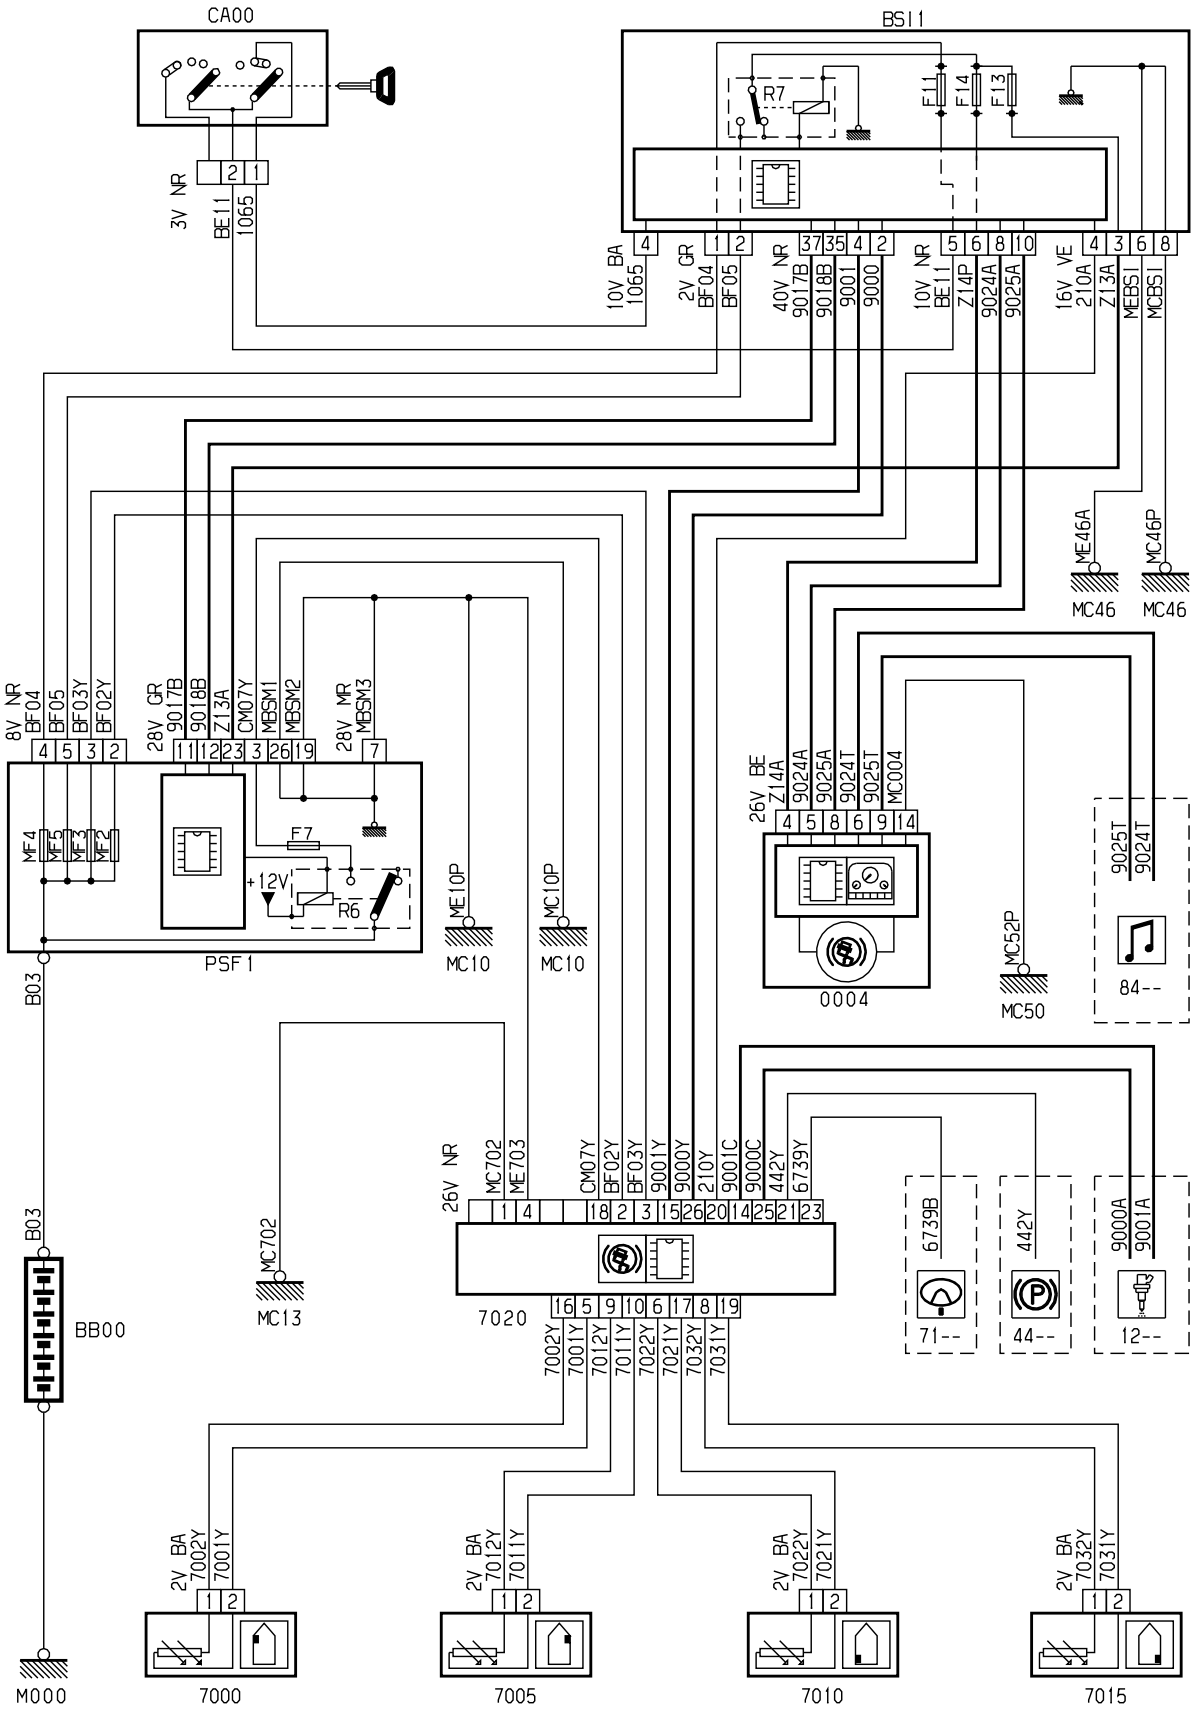 CA00
BSI1
R7
F11
F14
F13
2
1
3V NR
BE11
1065
4
1
2
37
35
4
2
5
6
8
10
4
3
6
8
10V BA
1065
2V GR
BF04
BF05
40V NR
9017B
9018B
9001
9000
10V NR
BE11
Z14P
9024A
9025A
16V VE
210A
Z13A
MEBSI
MCBSI
ME46A
MC46P
MC46
MC46
8V NR
BF04
BF05
BF03Y
BF02Y
28V GR
9017B
9018B
Z13A
CM07Y
MBSM1
MBSM2
28V MR
MBSM3
4
5
3
2
11
12
23
3
26
19
7
MF4
MF5
MF3
MF2
F7
+12V
R6
PSF1
B03
ME10P
MC10P
MC10
MC10
26V BE
Z14A
9024A
9025A
9024T
9025T
MC004
4
5
8
6
9
14
0004
MC52P
MC50
9025T
9024T
84--
26V NR
MC702
ME703
CM07Y
BF02Y
BF03Y
9001Y
9000Y
210Y
9001C
9000C
442Y
6739Y
1
4
18
2
3
15
26
20
14
25
21
23
MC702
MC13
7020
16
5
9
10
6
17
8
19
7002Y
7001Y
7012Y
7011Y
7022Y
7021Y
7032Y
7031Y
6739B
71--
442Y
P
44--
9000A
9001A
12--
B03
BB00
M000
2V BA
7002Y
7001Y
1
2
7000
2V BA
7012Y
7011Y
1
2
7005
2V BA
7022Y
7021Y
1
2
7010
2V BA
7032Y
7031Y
1
2
7015